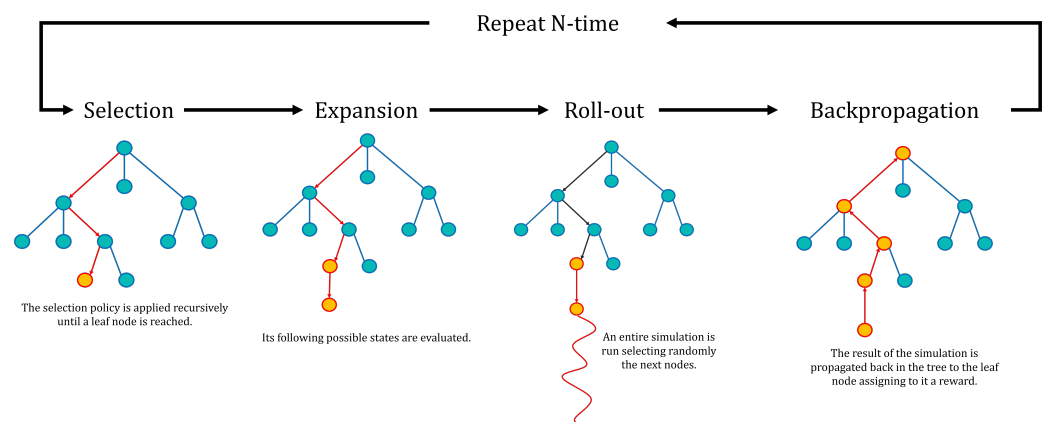 Repeat N-time
Selection
Expansion
Roll-out
Backpropagation
The selection policy is applied recursively
until a leaf node is reached.
Its following possible states are evaluated.
An entire simulation is
run selecting randomly
the next nodes.
The result of the simulation is
propagated back in the tree to the leaf
node assigning to it a reward.